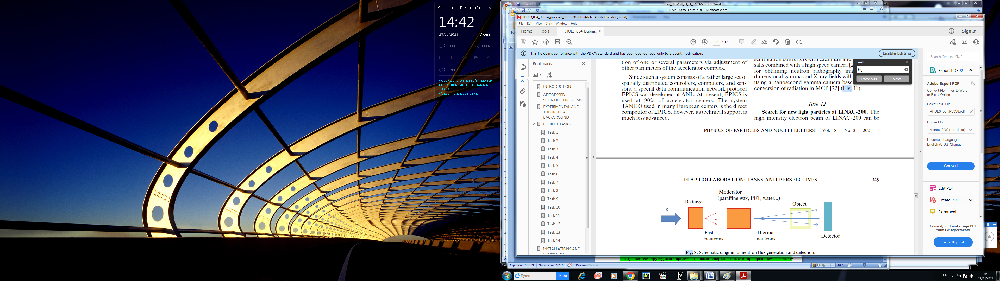 Организатор Рабочего Ст...
14:42
29/03/2023
Среда
Организация
Поиск
Элемент
• Срок действия вашей лицензии
истёк, продлите ее со скидкой
до 40%
• Зарегистрировать ключ
еРад_200МэВ_03_11_22 - Microsoft Word
FLAP_Theme_Form_rus1 - Microsoft Word
RHUL3_034_Dubna_proposal_PHPL338.pdf - Adobe Acrobat Reader (32-bit)
File Edit View Sign Window Help
Home Tools RHUL3_034_Dubna...
Sign In
12 / 17
This file claims compliance with the PDF/A standard and has been opened read-only to prevent modification.
Enable Editing
Bookmarks
INTRODUCTION
ADDRESSED
SCIENTIFIC PROBLEMS
EXPERIMENTAL AND
THEORETICAL
BACKGROUND
PROJECT TASKS
Task 1
Task 2
Task 3
Task 4
Task 5
Task 6
Task 7
Task 8
Task 9
Task 10
Task 11
Task 12
Task 13
Task 14
INSTALLATIONS AND
EQUIPMENT
tion of one or several parameters via adjustment of
other parameters of the accelerator complex.
Since such a system consists of a rather large set of
spatially distributed controllers, computers, and sen-
sors, a special data communication network protocol
EPICS was developed at ANL. At present, EPICS is
used at 90% of accelerator centers. The system
TANGO used in many European centers is the direct
competitor of EPICS, however, its technical support is
much less advanced.
scintillation converters with cadmium and
salts combined with a high speed camera [2
for obtaining neutron radiography ima
dimensional gamma and X-ray fields will
using a nanosecond gamma camera base
conversion of radiation in MCP [22] (Fig. 11).
Task 12
Search for new light particles at LINAC-200. The
high intensity electron beam of LINAC-200 can be
PHYSICS OF PARTICLES AND NUCLEI LETTERS Vol. 18 No. 3 2021
Find
Fig
Previous Next
FLAP COLLABORATION: TASKS AND PERSPECTIVES 349
Moderator
(paraffine wax, PET, water...)
Be target
Object
e−
Fast
neutrons
Thermal
neutrons
Detector
Fig. 8. Schematic diagram of neutron flux generation and detection.
Search 'Reduce Size'
Export PDF
Adobe Export PDF
Convert PDF Files to Word
or Excel Online
Select PDF File
RHUL3_03...PL338.pdf
Convert to
Microsoft Word (*.docx)
Document Language:
English (U.S.) Change
Convert
Edit PDF
Create PDF
Comment
Convert, edit and e-sign PDF
forms & agreements
Free 7-Day Trial
электронов со структурами, представляющими упорядоченные в пространстве области с
Страница: 9 из 21 Число слов: 5,297 Русский (Россия)
100%
Путин
Найти
321
EN
14:42
29/03/2023